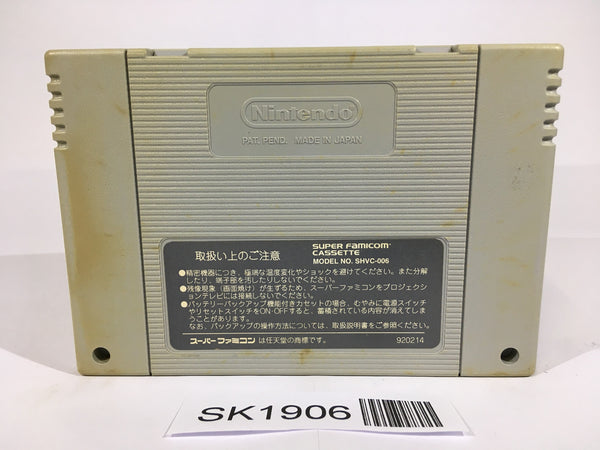 Nintendo
PAT. PEND. MADE IN JAPAN
取扱い上のご注意
SUPER FAMICOM
CASSETTE
MODEL NO. SHVC-006
●精密機器につき、極端な温度変化やショックを避けてください。また分解
したり、端子部を汚したりしないでください。
●残像現象(画面焼け)が生ずるため、スーパーファミコンをプロジェクシ
ョンテレビには接続しないでください。
●バッテリーバックアップ機能付きカセットの場合、むやみに電源スイッチ
やリセットスイッチをON・OFFすると、蓄積されている内容が消えてしま
うことがあります。
なお、バックアップの操作方法については、取扱説明書をご参照ください。
スーパーファミコン は任天堂の商標です。
920214
SK1906